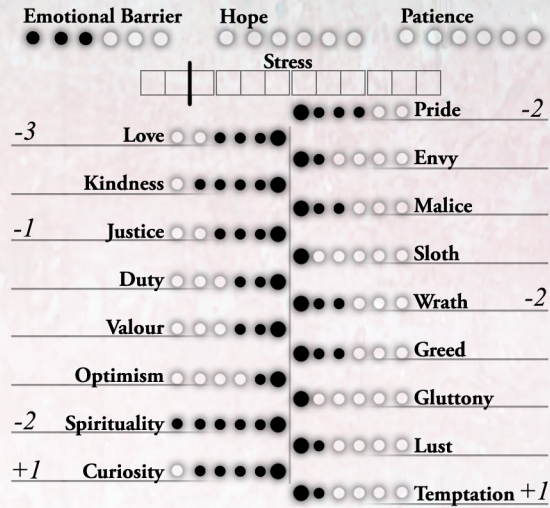 Emotional Barrier Hope Patience
Stress
Pride -2
-3 Love
Envy
Kindness
Malice
-1 Justice
Sloth
Duty
Wrath -2
Valour
Greed
Optimism
Gluttony
-2 Spirituality
Lust
+1 Curiosity
Temptation +1